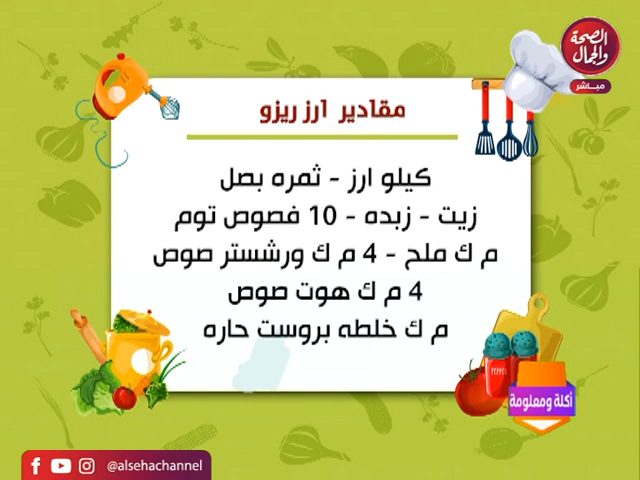 الصحة
والجمال
مباشر
مقادير ارز ريزو
كيلو ارز - ثمره بصل
زيت - زبده - 10 فصوص توم
م ك ملح - 4 م ك ورشستر صوص
4 م ك هوت صوص
م ك خلطه بروست حاره
PEPPER
أكلة ومعلومة
@alsehachannel